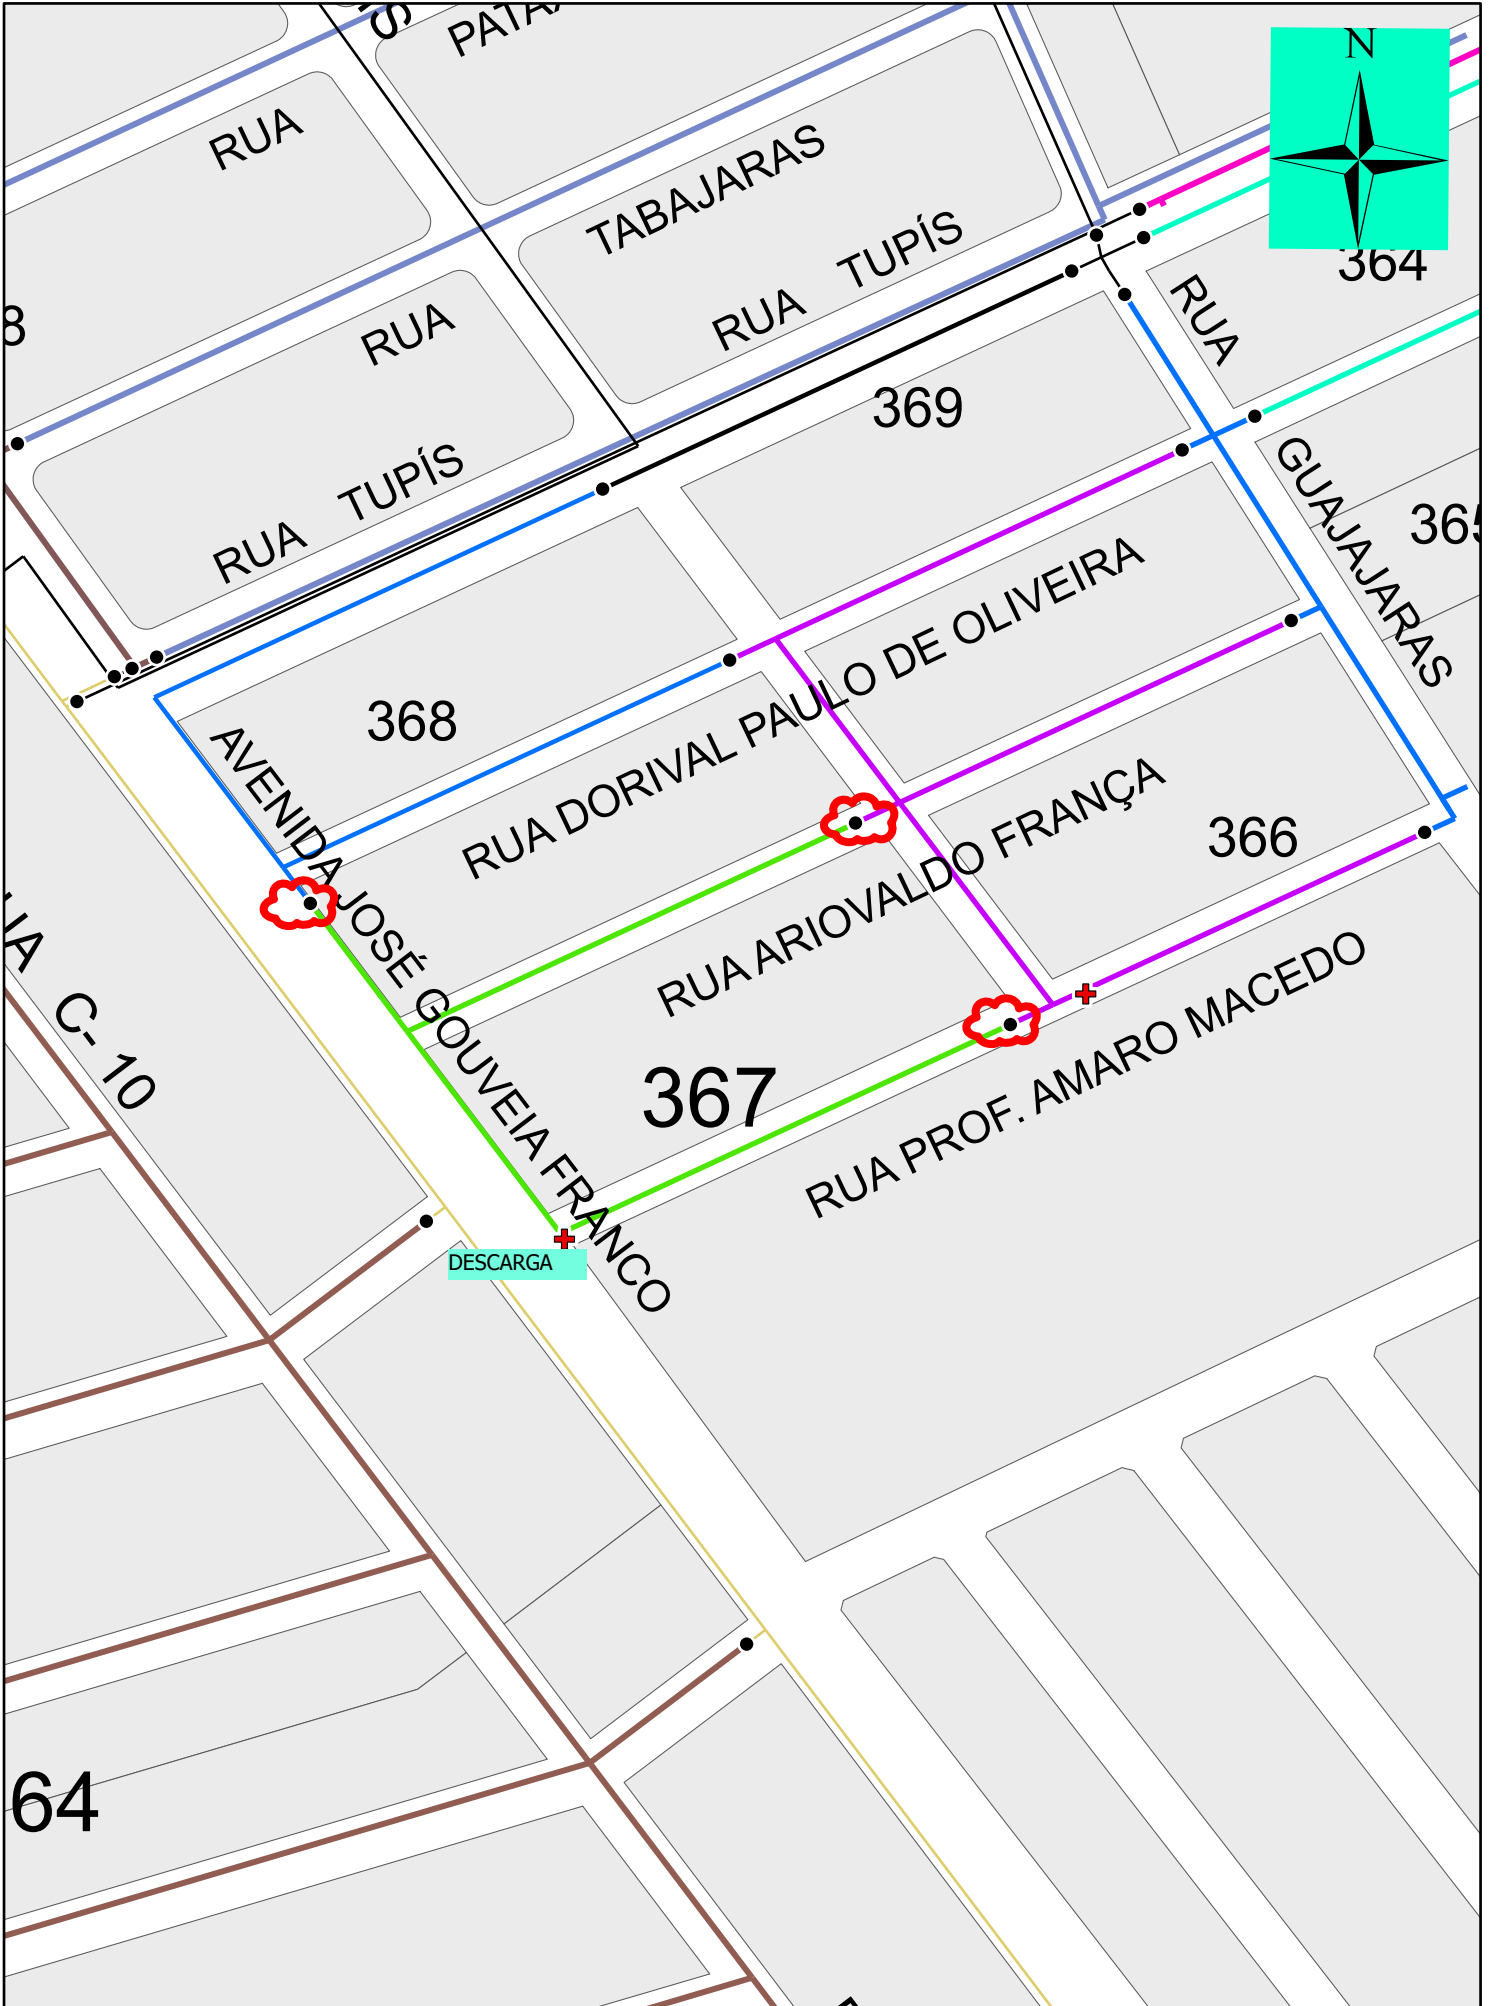 N
RUA
TABAJARAS
RUA TUPÍS
364
RUA
8
RUA
369
RUA TUPÍS
GUAJAJARAS
RUA DORIVAL PAULO DE OLIVEIRA
368
AVENIDA JOSÉ GOUVEIA FRANCO
RUA ARIOVALDO FRANÇA
366
C- 10
367
RUA PROF. AMARO MACEDO
DESCARGA
64